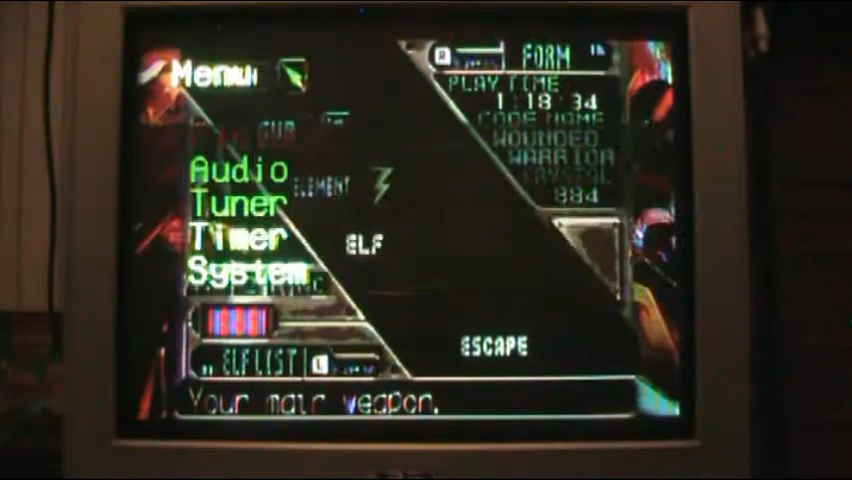 Menu
R
FORM
PLAY TIME
1:18:34
CODE NAME
WOUNDED
WARRIOR
CRYSTAL
884
Audio
ELEMENT
Tuner
Timer
ELF
System
ESCAPE
ELF LIST
L
Your main weapon.